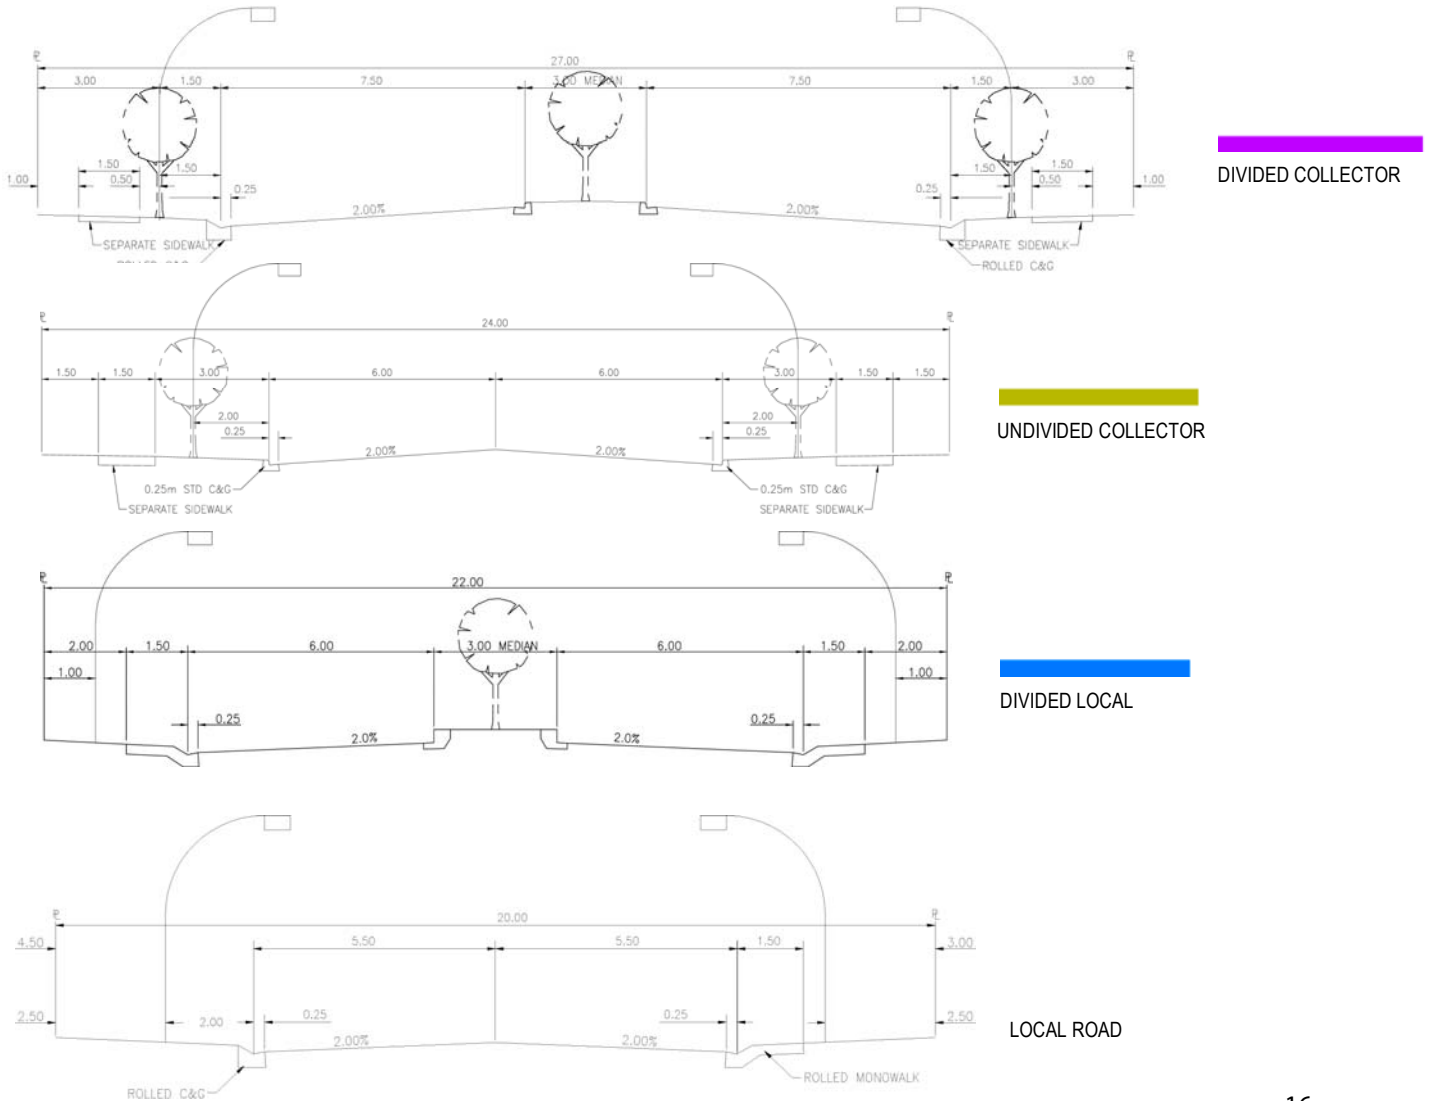 ℄ 27.00 ℄
3.00 1.50 7.50 3.00 MEDIAN 7.50 1.50 3.00
1.50 1.50 1.50 1.50
1.00 0.50 0.25 0.25 0.50 1.00
2.00% 2.00%
SEPARATE SIDEWALK SEPARATE SIDEWALK
ROLLED C&G ROLLED C&G
DIVIDED COLLECTOR
℄ 24.00 ℄
1.50 1.50 3.00 6.00 6.00 3.00 1.50 1.50
2.00 2.00
0.25 0.25
2.00% 2.00%
0.25m STD C&G 0.25m STD C&G
SEPARATE SIDEWALK SEPARATE SIDEWALK
UNDIVIDED COLLECTOR
℄ 22.00 ℄
2.00 1.50 6.00 3.00 MEDIAN 6.00 1.50 2.00
1.00 1.00
0.25 0.25
2.0% 2.0%
DIVIDED LOCAL
℄ 20.00 ℄
4.50 5.50 5.50 1.50 3.00
2.50 2.00 0.25 0.25 2.50
2.00% 2.00%
ROLLED C&G ROLLED MONOWALK
LOCAL ROAD
16